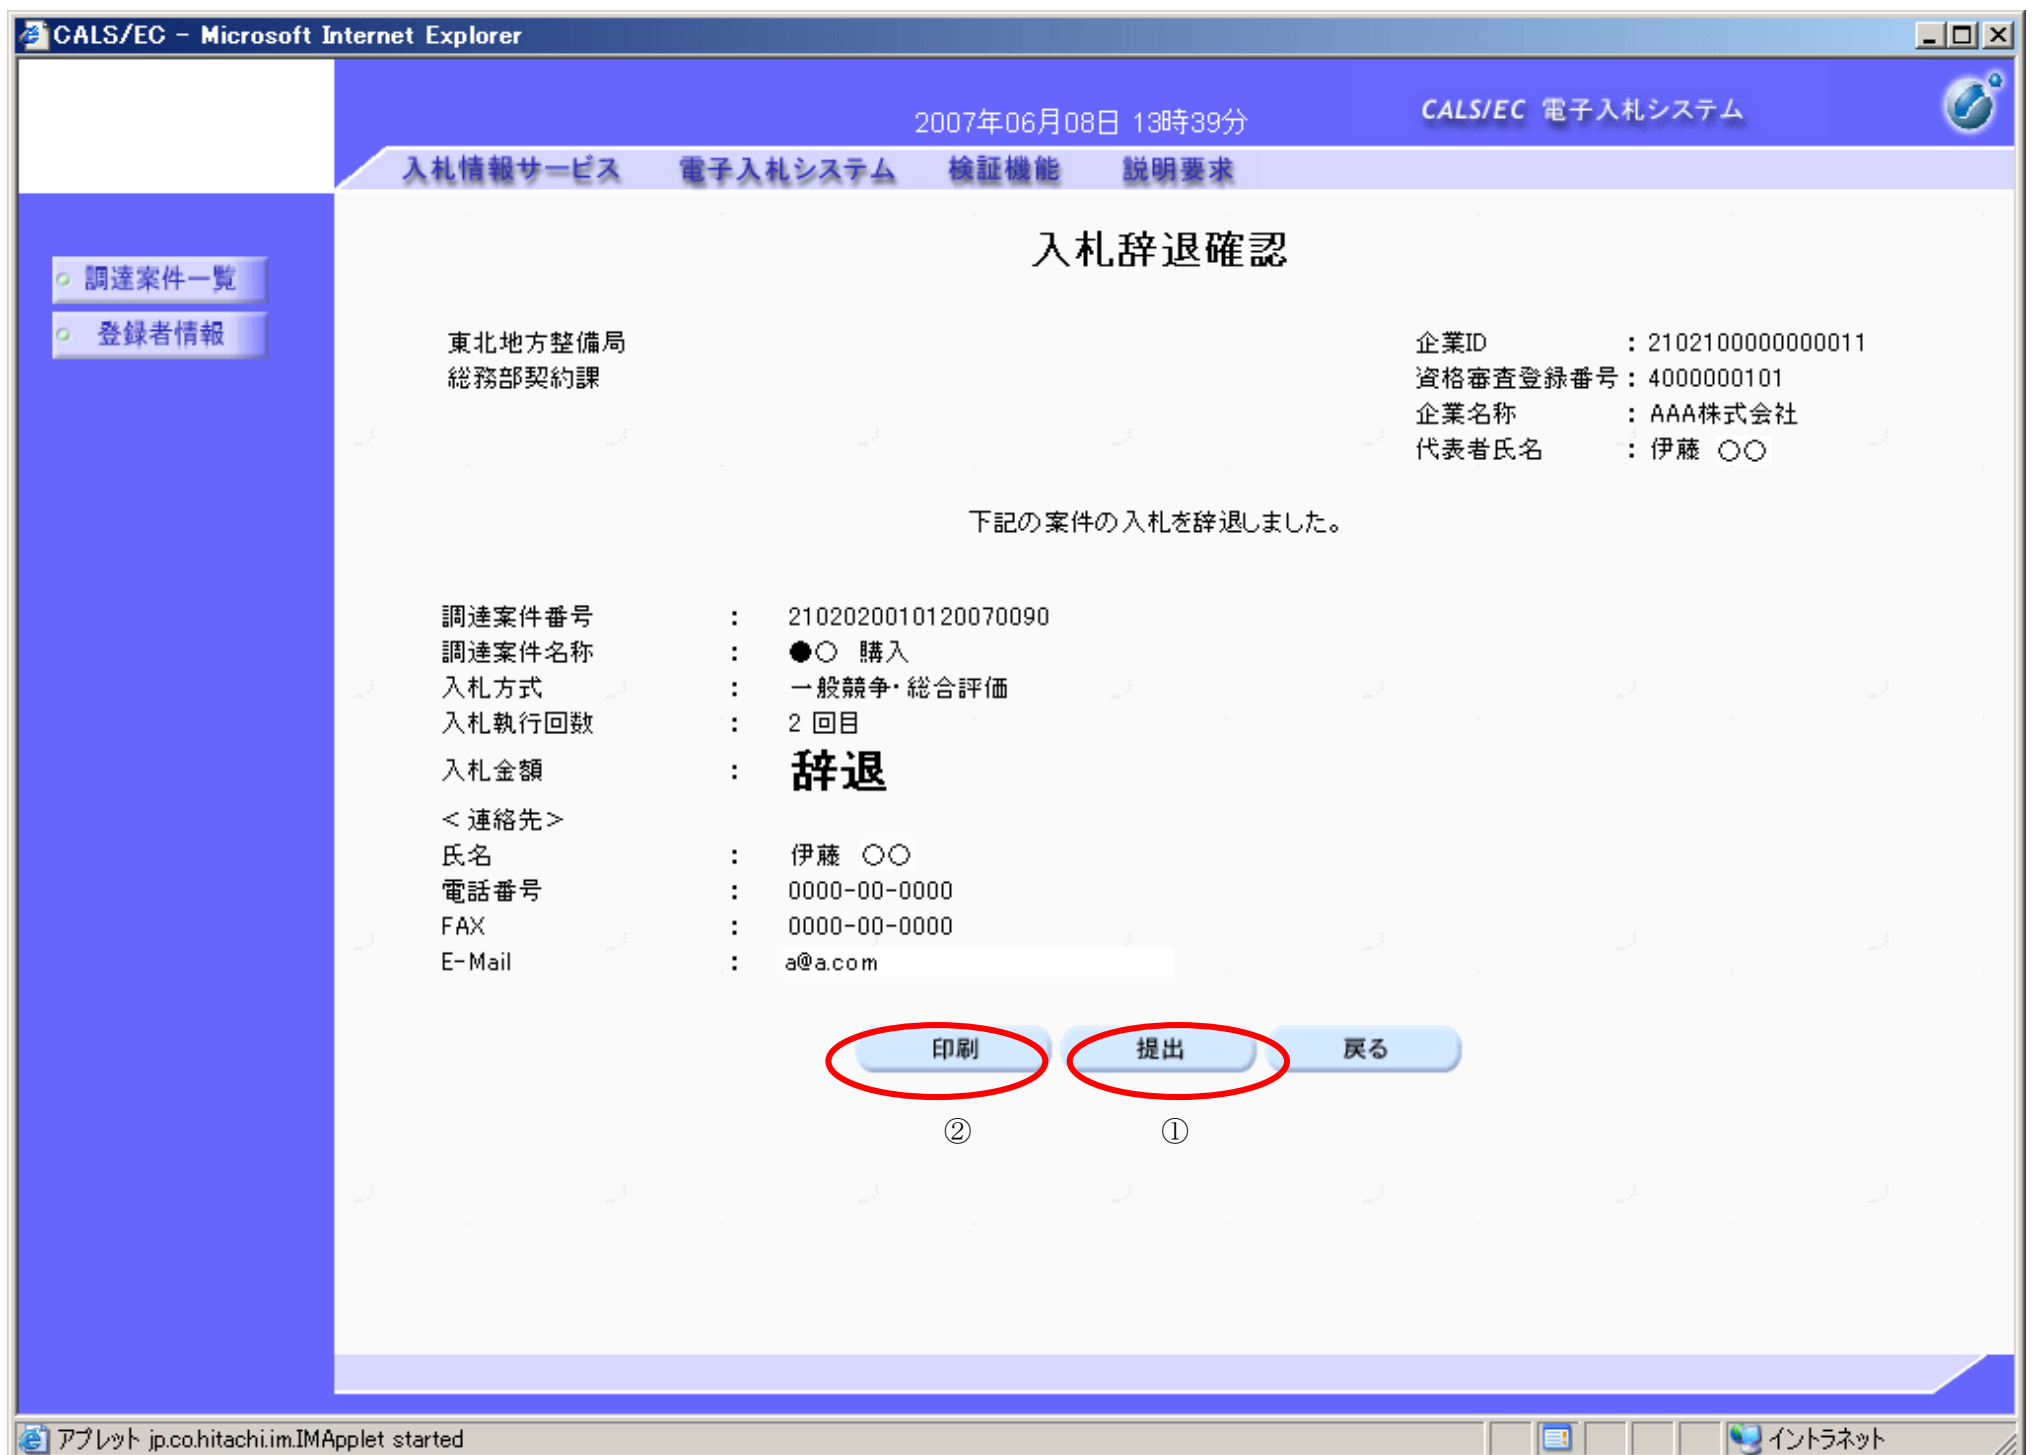 CALS/EC - Microsoft Internet Explorer
2007年06月08日 13時39分
CALS/EC 電子入札システム
入札情報サービス 電子入札システム 検証機能 説明要求
調達案件一覧
登録者情報
入札辞退確認
東北地方整備局
総務部契約課
企業ID : 2102100000000011
資格審査登録番号 : 4000000101
企業名称 : AAA株式会社
代表者氏名 : 伊藤 ○○
下記の案件の入札を辞退しました。
調達案件番号 : 2102020010120070090
調達案件名称 : ●○ 購入
入札方式 : 一般競争・総合評価
入札執行回数 : 2 回目
入札金額 : 辞退
＜連絡先＞
氏名 : 伊藤 ○○
電話番号 : 0000-00-0000
FAX : 0000-00-0000
E-Mail : a@a.com
印刷 提出 戻る
② ①
アプレット jp.co.hitachi.im.IMApplet started
イントラネット